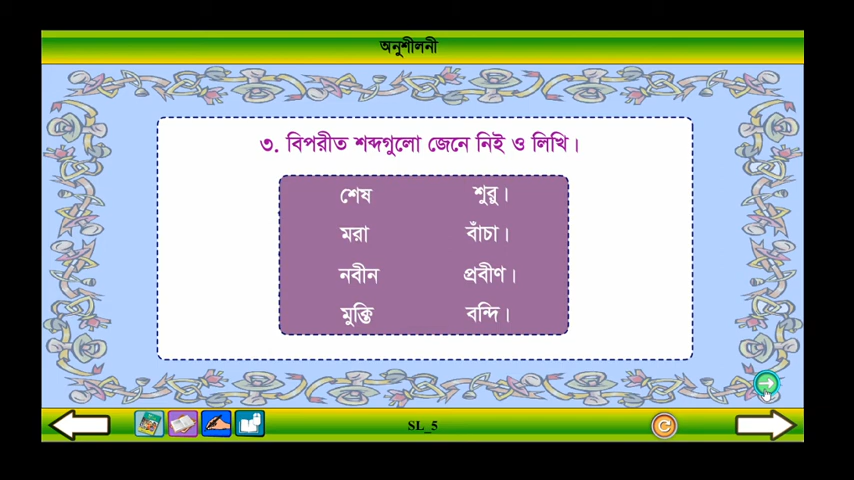 অনুশীলনী
৩. বিপরীত শব্দগুলো জেনে নিই ও লিখি।
শেষ শুরু।
মরা বাঁচা।
নবীন প্রবীণ।
মুক্তি বন্দি।
SL_5